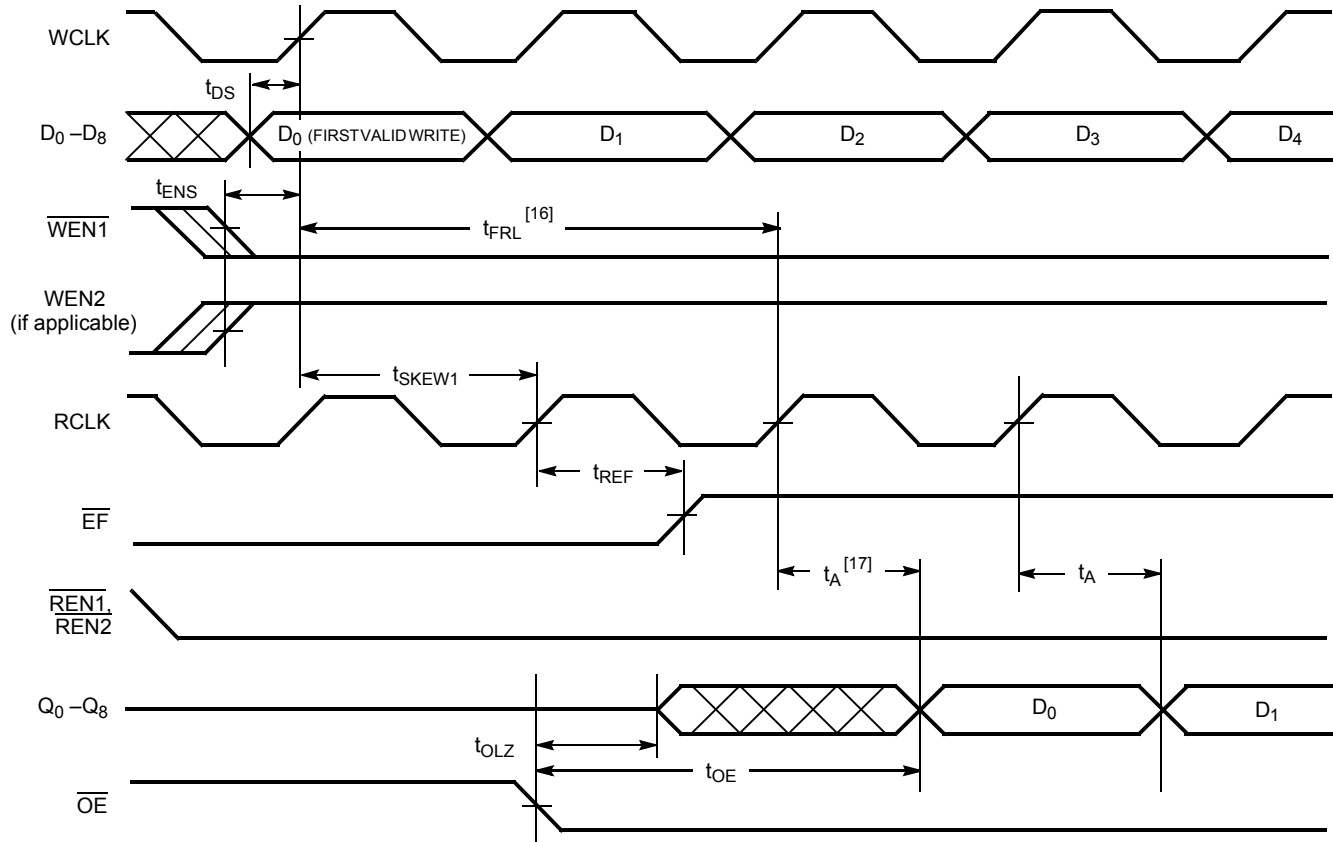 WCLK
tDS
D0 –D8
D0 (FIRST VALID WRITE)
D1
D2
D3
D4
tENS
WEN1
tFRL [16]
WEN2
(if applicable)
tSKEW1
RCLK
tREF
EF
tA [17]
tA
REN1,
REN2
Q0 –Q8
D0
D1
tOLZ
tOE
OE